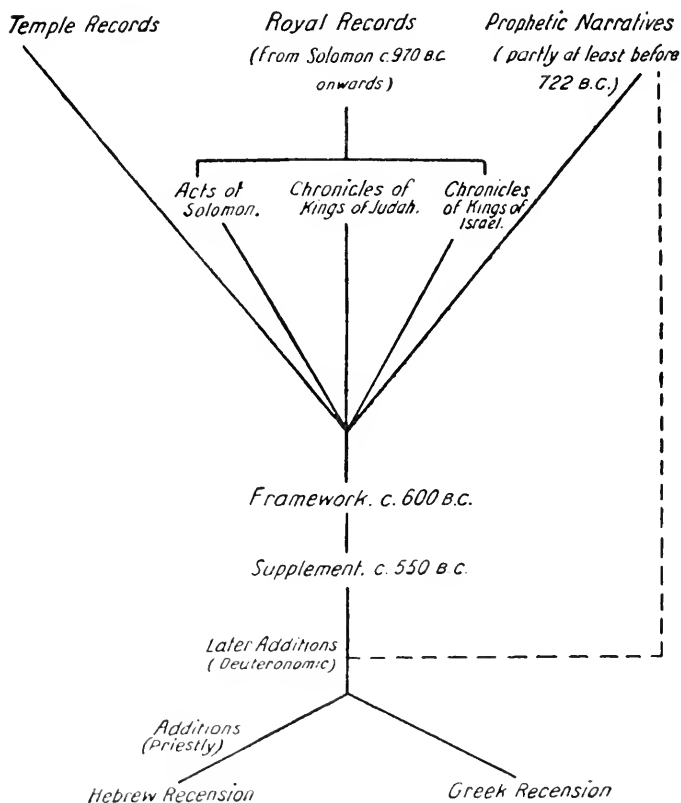 Temple Records
Royal Records
(from Solomon c.970 B.C.
onwards)
Prophetic Narratives
(partly at least before
722 B.C.)
Acts of
Solomon.
Chronicles of
Kings of Judah.
Chronicles
of Kings of
Israel.
Framework. c. 600 B.C.
Supplement. c. 550 B.C.
Later Additions
(Deuteronomic)
Additions
(Priestly)
Hebrew Recension
Greek Recension